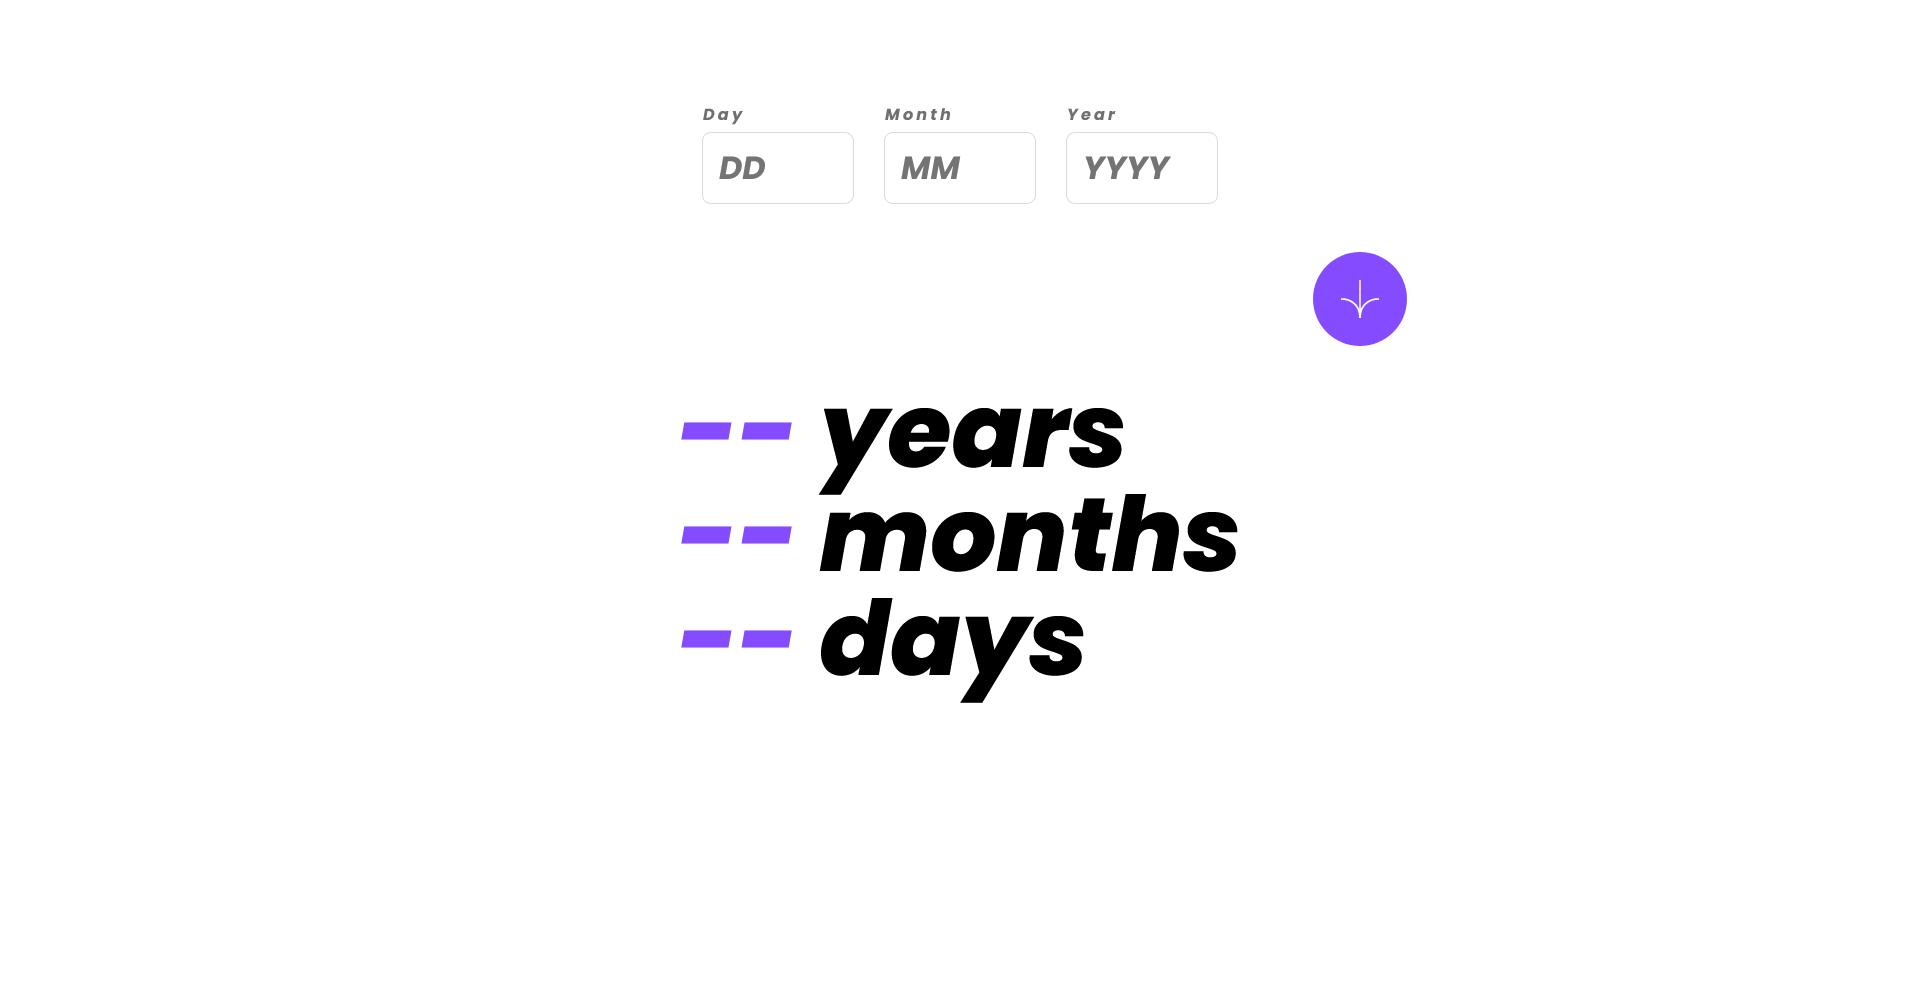 Day Month Year
DD MM YYYY
-- years
-- months
-- days